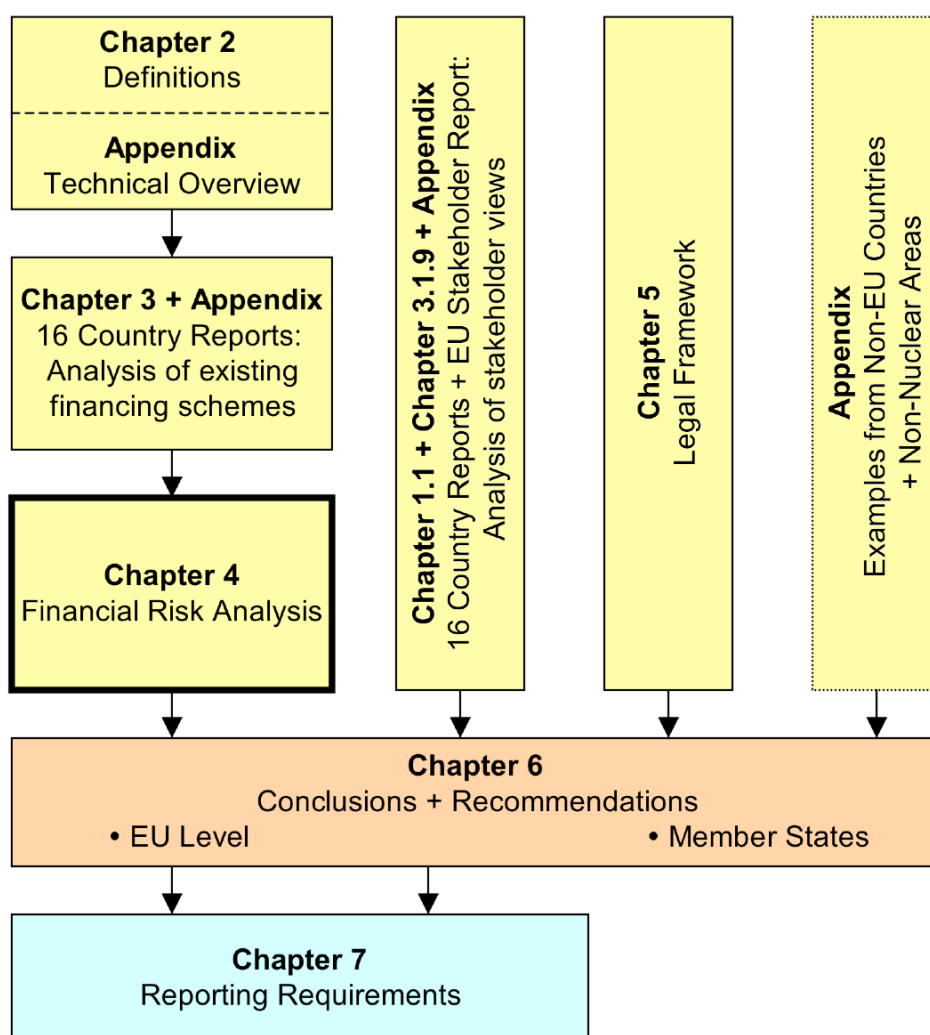 Chapter 2
Definitions
Appendix
Technical Overview
Chapter 3 + Appendix
16 Country Reports:
Analysis of existing
financing schemes
Chapter 4
Financial Risk Analysis
Chapter 1.1 + Chapter 3.1.9 + Appendix
16 Country Reports + EU Stakeholder Report:
Analysis of stakeholder views
Chapter 5
Legal Framework
Appendix
Examples from Non-EU Countries
+ Non-Nuclear Areas
Chapter 6
Conclusions + Recommendations
• EU Level • Member States
Chapter 7
Reporting Requirements